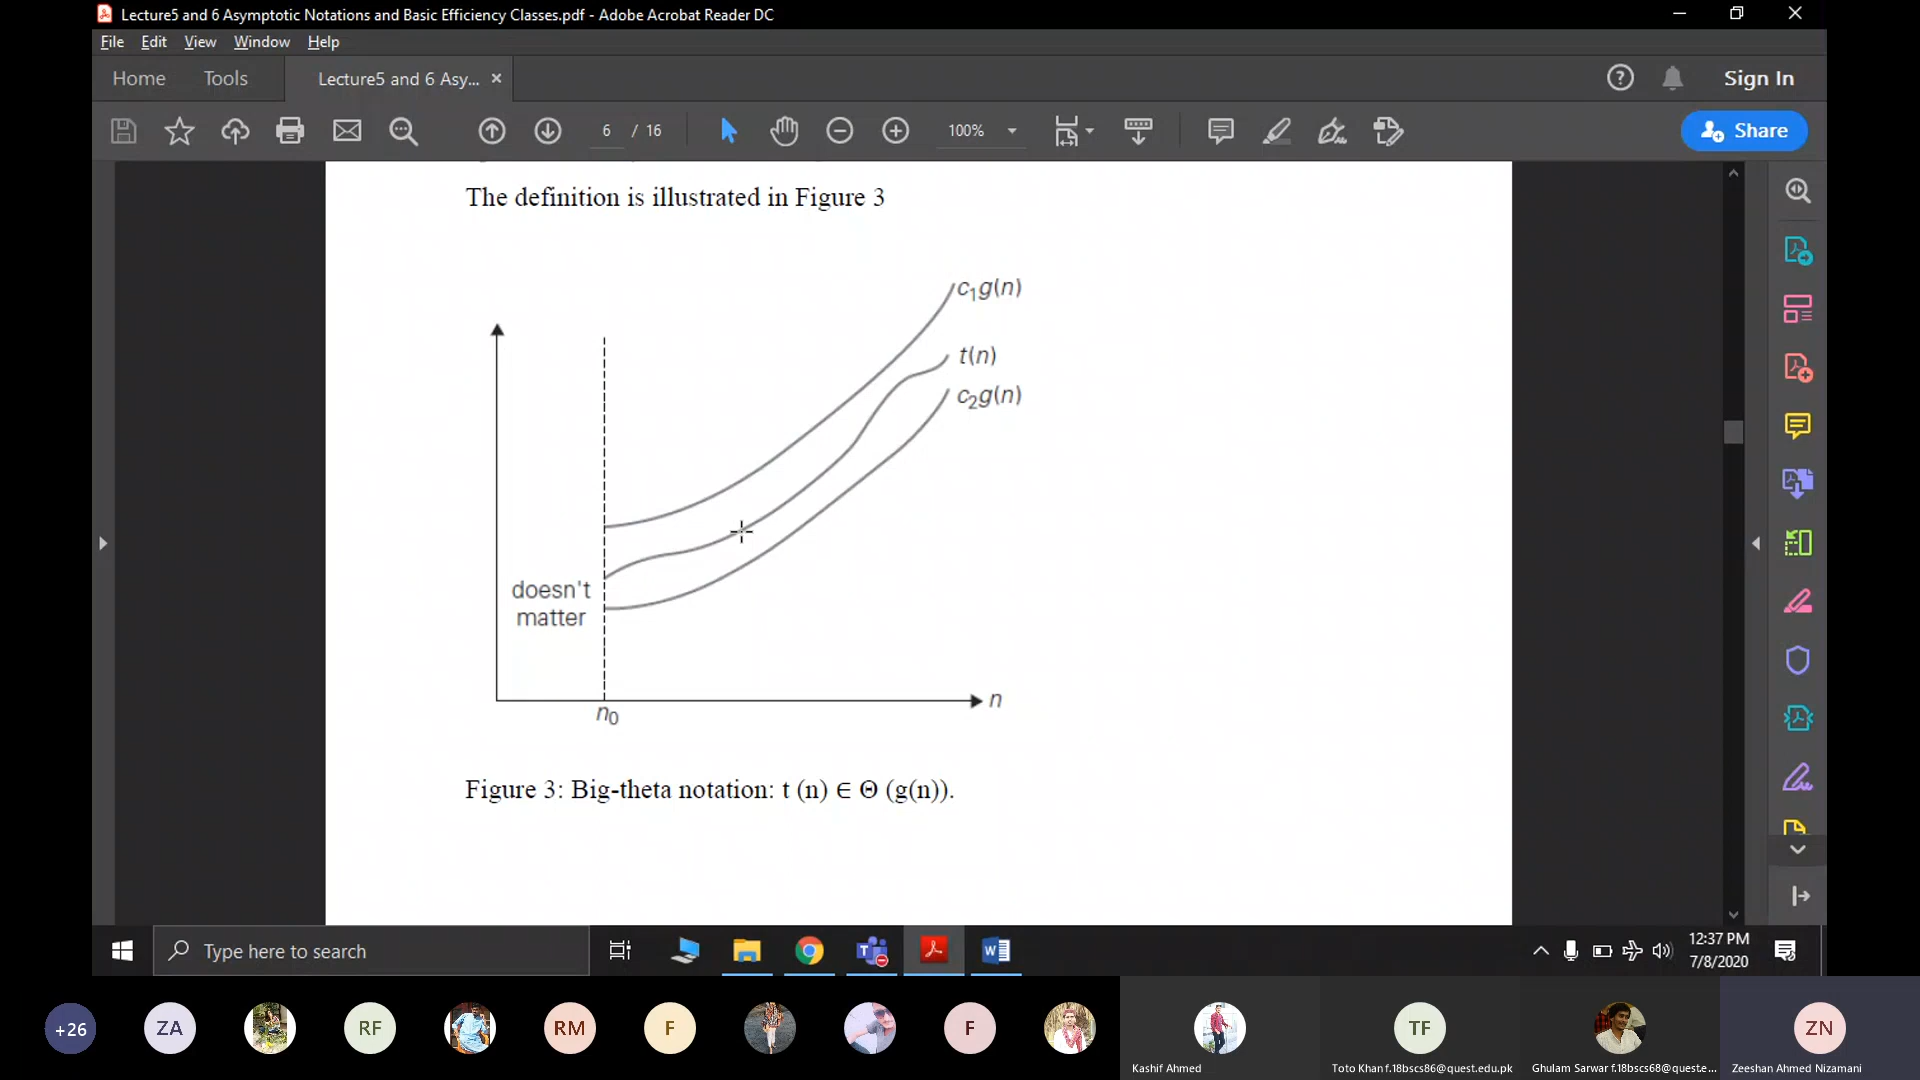 Lecture5 and 6 Asymptotic Notations and Basic Efficiency Classes.pdf - Adobe Acrobat Reader DC
File Edit View Window Help
Home Tools Lecture5 and 6 Asy... ×
Sign In
6 / 16
100%
Share
The definition is illustrated in Figure 3
c₁g(n)
t(n)
c₂g(n)
doesn't
matter
n
n₀
Figure 3: Big-theta notation: t (n) ∈ Θ (g(n)).
Type here to search
12:37 PM
7/8/2020
+26 ZA RF RM F F TF ZN
Kashif Ahmed Toto Khan f.18bscs86@quest.edu.pk Ghulam Sarwar f.18bscs68@quest.e... Zeeshan Ahmed Nizamani